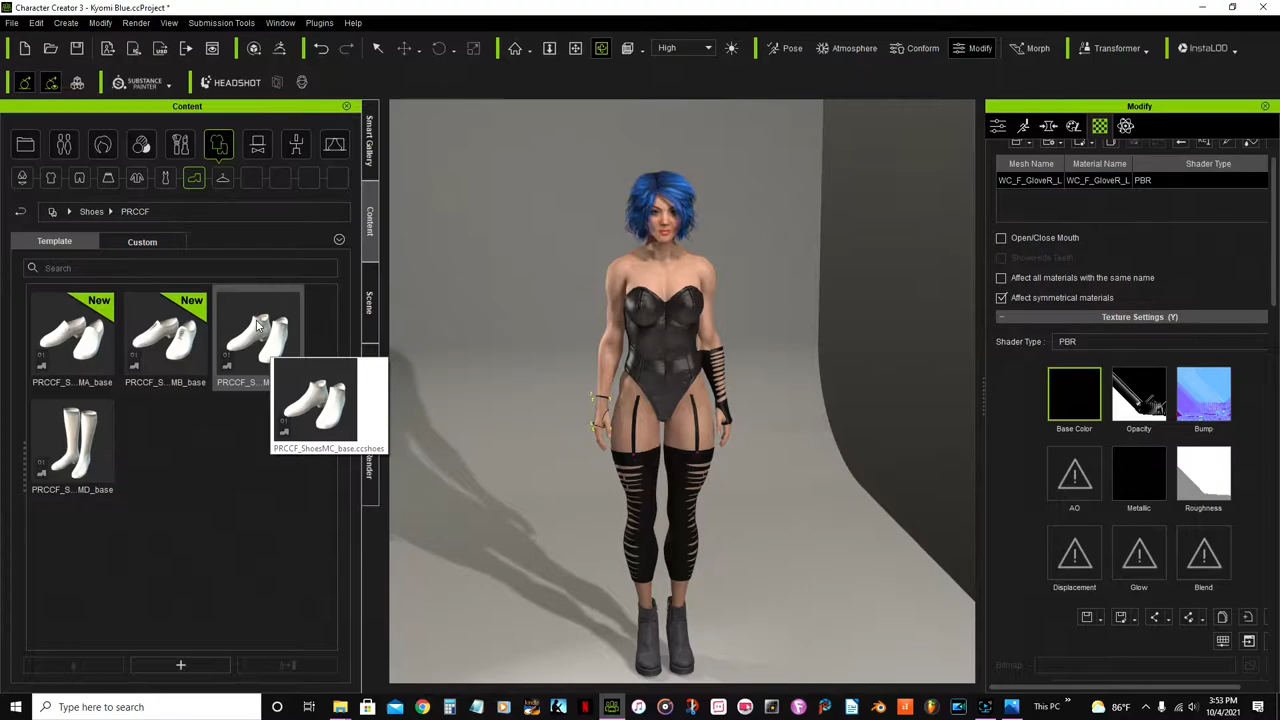 Character Creator 3 - Kyomi Blue.ccProject *
File Edit Create Modify Render View Submission Tools Window Plugins Help
High Pose Atmosphere Conform Modify Morph Transformer InstaLOD
SUBSTANCE PAINTER HEADSHOT
Content
Modify
Smart Gallery
Content
Scene
Shoes PRCCF
Template Custom
Search
New New
PRCCF_S...MA_base PRCCF_S...MB_base PRCCF_S...M
PRCCF_ShoesMC_base.ccshoes
PRCCF_S...MD_base
Mesh Name Material Name Shader Type
WC_F_GloveR_L WC_F_GloveR_L PBR
Open/Close Mouth
Affect all materials with the same name
Affect symmetrical materials
Texture Settings (Y)
Shader Type : PBR
Base Color Opacity Bump
AO Metallic Roughness
Displacement Glow Blend
Bitmap
Type here to search
This PC
86°F
3:53 PM
10/4/2021